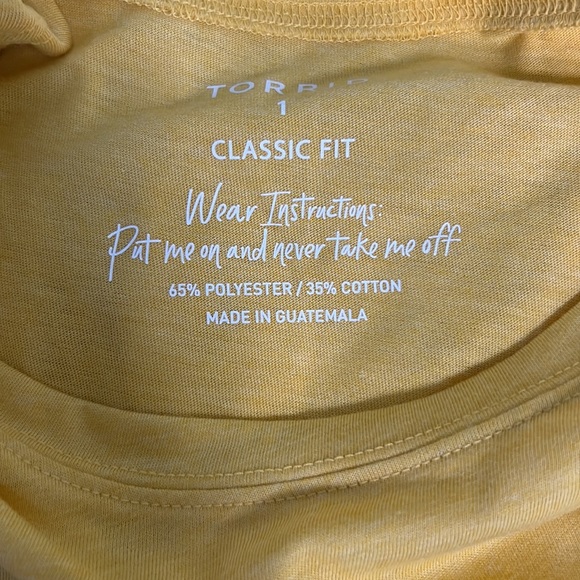 TORRID
1
CLASSIC FIT
Wear Instructions:
Put me on and never take me off
65% POLYESTER / 35% COTTON
MADE IN GUATEMALA